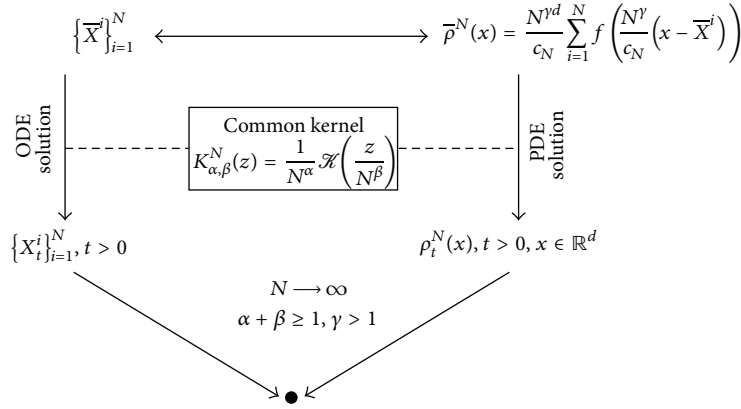 {X̅^i}_{i=1}^N
ρ̅^N(x) = N^{γd}/c_N ∑_{i=1}^N f(N^γ/c_N (x − X̅^i))
ODE
solution
Common kernel
K^N_{α,β}(z) = 1/N^α 𝒦(z/N^β)
PDE
solution
{X_t^i}_{i=1}^N, t > 0
ρ_t^N(x), t > 0, x ∈ ℝ^d
N ⟶ ∞
α + β ≥ 1, γ > 1